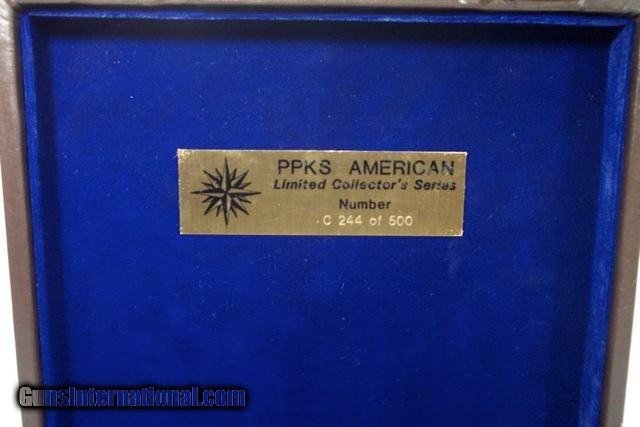 PPKS AMERICAN
Limited Collector's Series
Number
C 244 of 500
GunsInternational.com